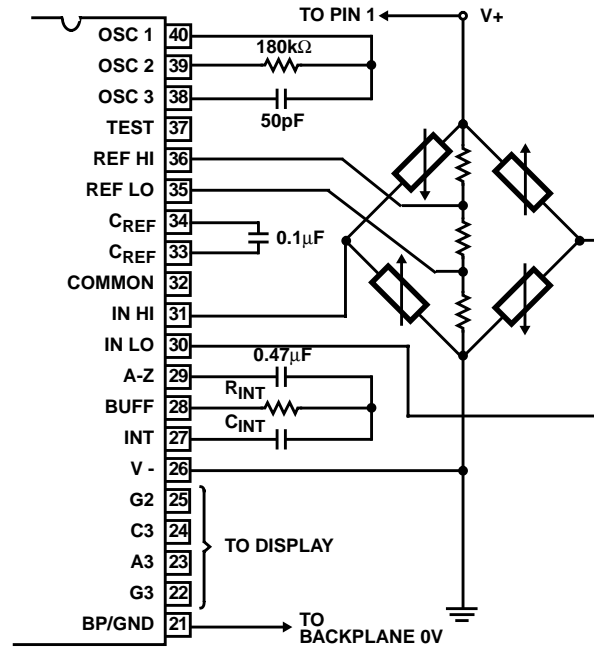 TO PIN 1 V+
OSC 1 40
180kΩ
OSC 2 39
OSC 3 38
50pF
TEST 37
REF HI 36
REF LO 35
CREF 34
0.1µF
CREF 33
COMMON 32
IN HI 31
IN LO 30
0.47µF
A-Z 29
RINT
BUFF 28
CINT
INT 27
V - 26
G2 25
C3 24
TO DISPLAY
A3 23
G3 22
BP/GND 21
TO
BACKPLANE 0V